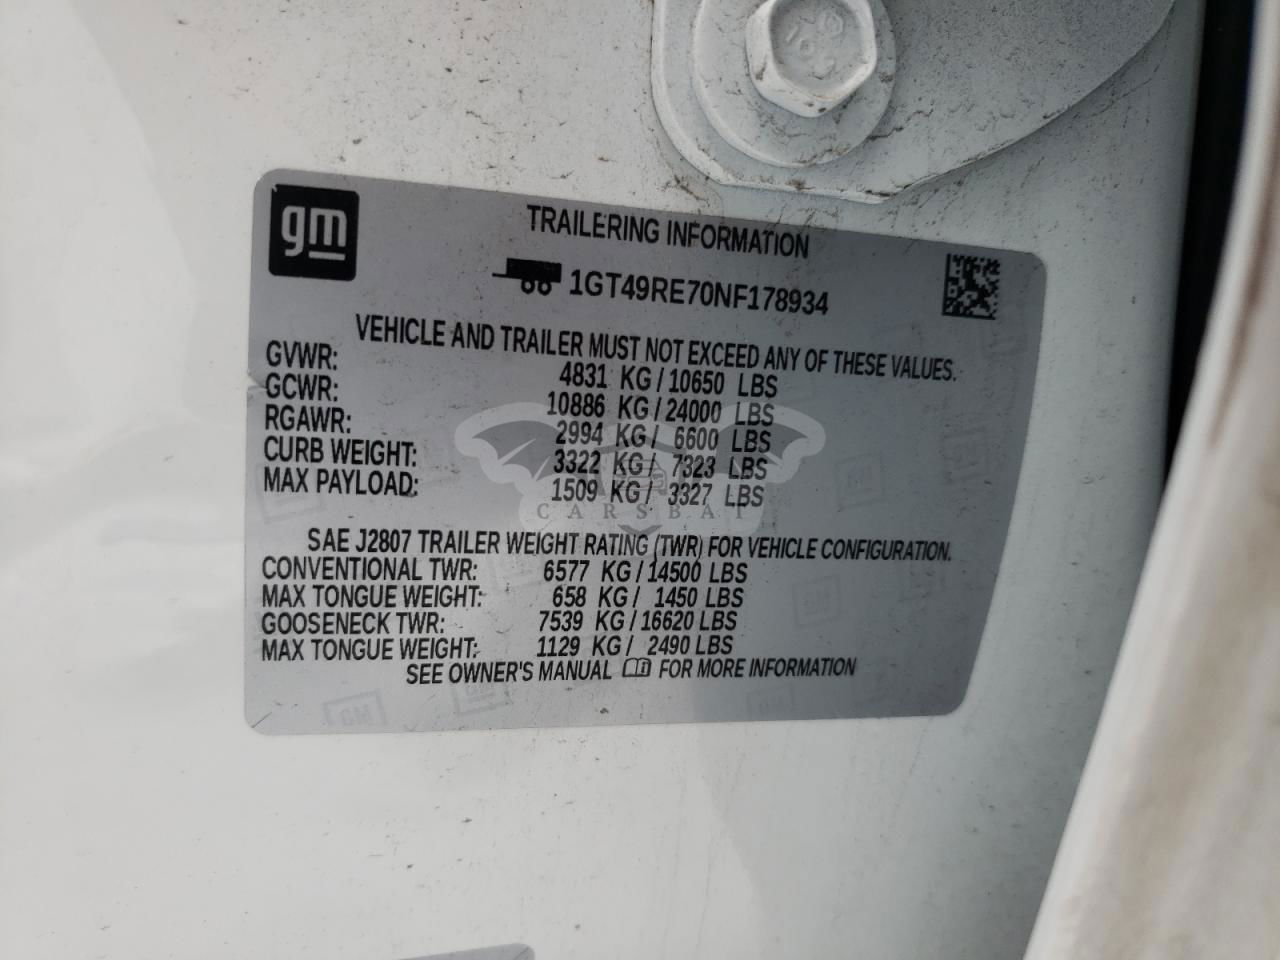 gm
TRAILERING INFORMATION
1GT49RE70NF178934
VEHICLE AND TRAILER MUST NOT EXCEED ANY OF THESE VALUES.
GVWR: 4831 KG/10650 LBS
GCWR: 10886 KG/24000 LBS
RGAWR: 2994 KG/ 6600 LBS
CURB WEIGHT: 3322 KG/ 7323 LBS
MAX PAYLOAD: 1509 KG/ 3327 LBS
CARSBAT
SAE J2807 TRAILER WEIGHT RATING (TWR) FOR VEHICLE CONFIGURATION.
CONVENTIONAL TWR: 6577 KG/14500 LBS
MAX TONGUE WEIGHT: 658 KG/ 1450 LBS
GOOSENECK TWR: 7539 KG/16620 LBS
MAX TONGUE WEIGHT: 1129 KG/ 2490 LBS
SEE OWNER'S MANUAL FOR MORE INFORMATION